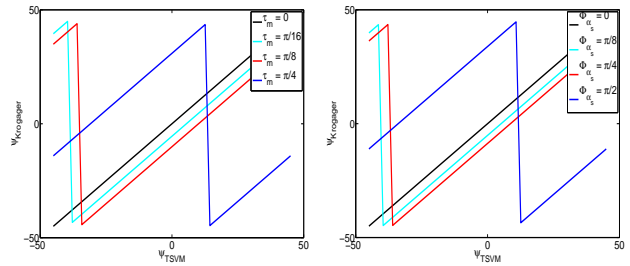 50
0
−50
−50
0
50
ψKrogager
ψTSVM
τm = 0
τm = π/16
τm = π/8
τm = π/4
50
0
−50
−50
0
50
ψKrogager
ψTSVM
Φαs = 0
Φαs = π/8
Φαs = π/4
Φαs = π/2